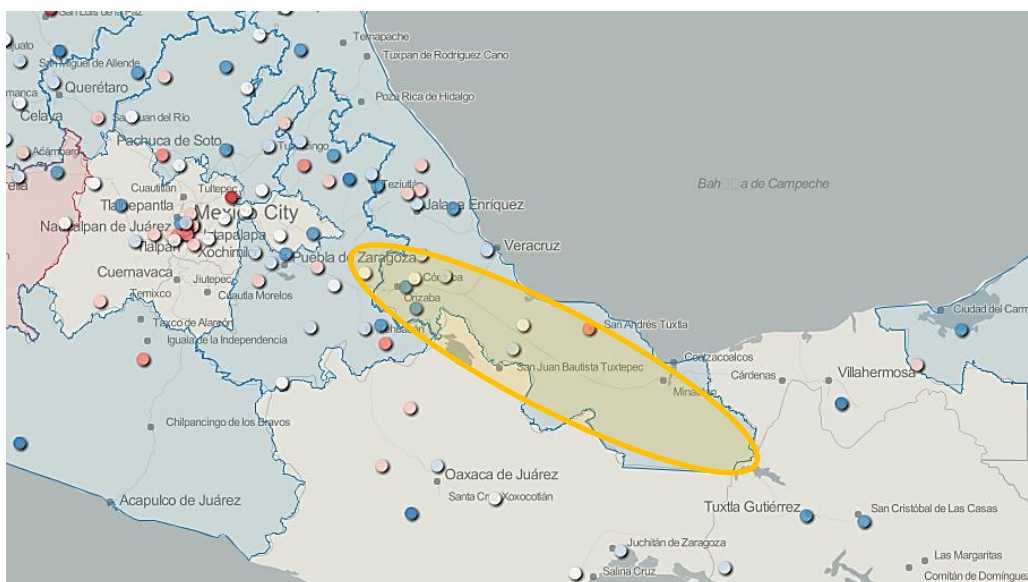 San Luis de la Paz
Temapache
Tuxpan de Rodríguez Cano
San Miguel de Allende
Querétaro
Poza Rica de Hidalgo
Celaya
San Juan del Río
Pachuca de Soto
Acámbaro
Cuautitlán
Tultepec
Teziutlán
Bah
a de Campeche
Tlalnepantla
Mexico City
Jalapa Enríquez
Naucalpan de Juárez
Iztapalapa
Tlalpan
Xochimilco
Veracruz
Puebla de Zaragoza
Cuernavaca
Jiutepec
Córdoba
Temixco
Cuautla Morelos
Orizaba
Ciudad del Carm
Taxco de Alarcón
Tehuacán
San Andrés Tuxtla
Iguala de la Independencia
Coatzacoalcos
San Juan Bautista Tuxtepec
Cárdenas
Villahermosa
Minatitlán
Chilpancingo de los Bravos
Oaxaca de Juárez
Acapulco de Juárez
Santa Cruz Xoxocotlán
Tuxtla Gutiérrez
San Cristóbal de Las Casas
Juchitán de Zaragoza
Las Margaritas
Salina Cruz
Comitán de Domínguez